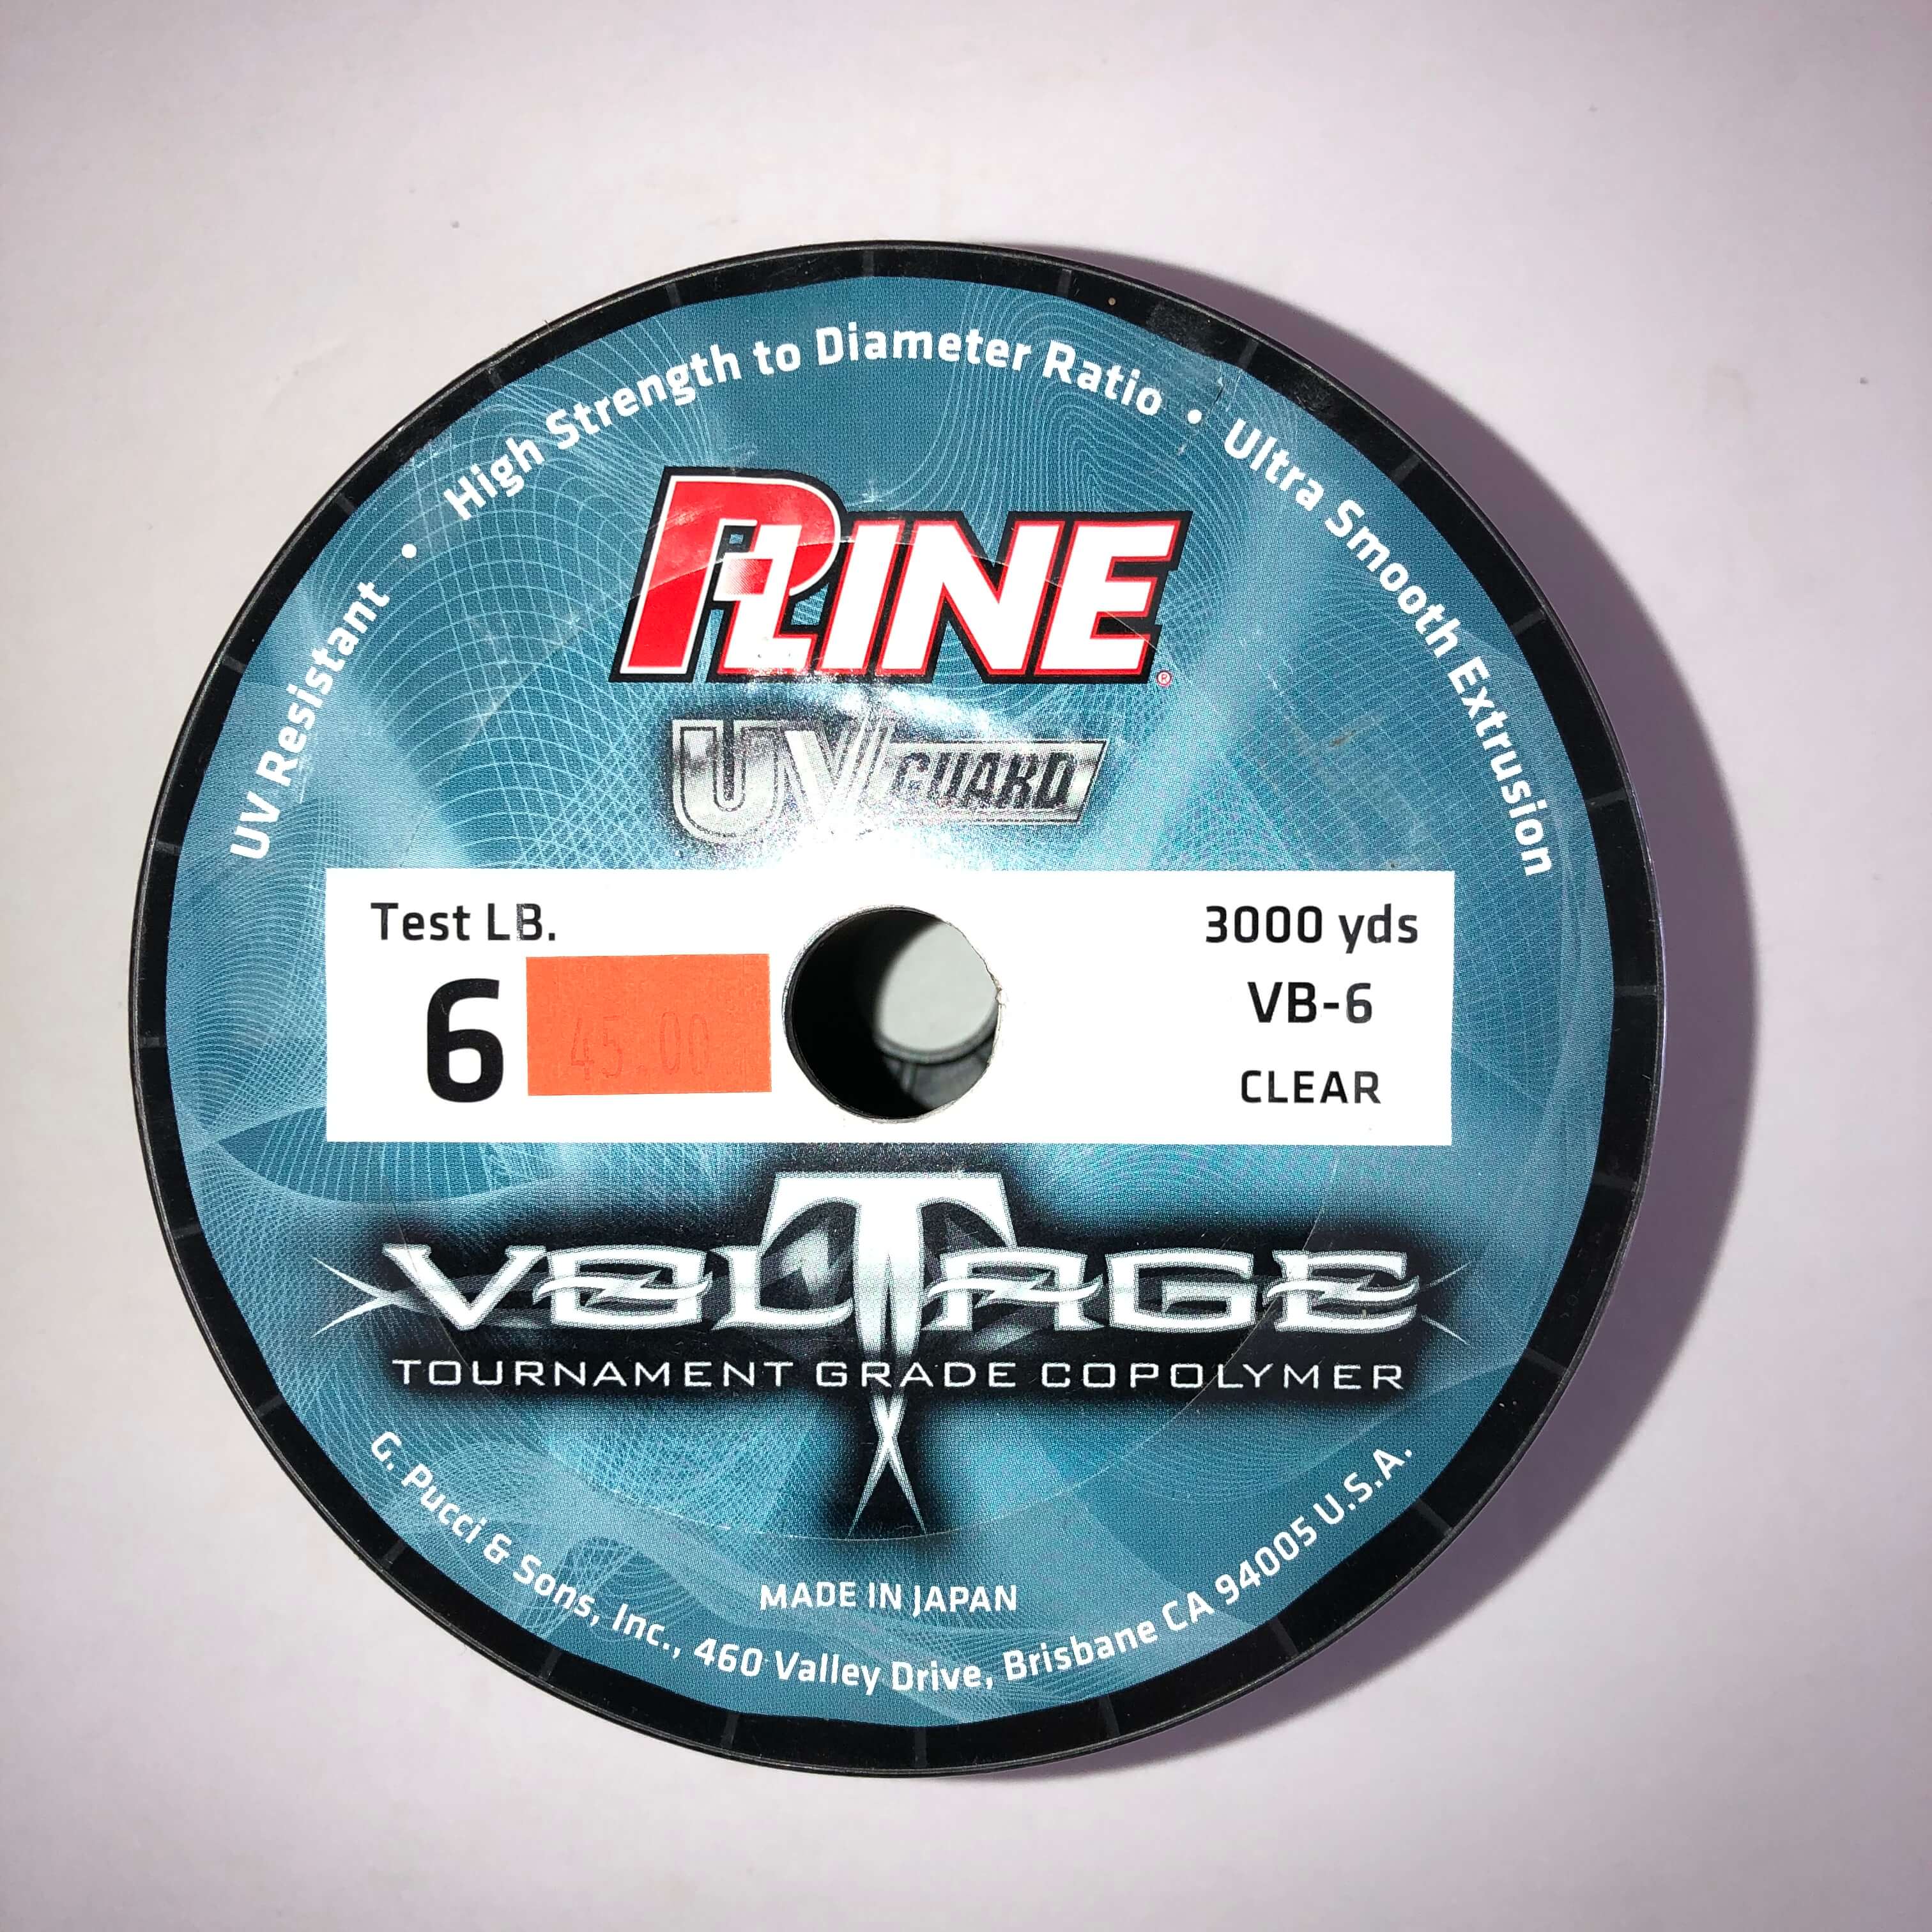 UV Resistant • High Strength to Diameter Ratio • Ultra Smooth Extrusion
PLINE®
UV GUARD
Test LB.
6
45.00
3000 yds
VB-6
CLEAR
VOLTAGE
TOURNAMENT GRADE COPOLYMER
MADE IN JAPAN
G. Pucci & Sons, Inc., 460 Valley Drive, Brisbane CA 94005 U.S.A.